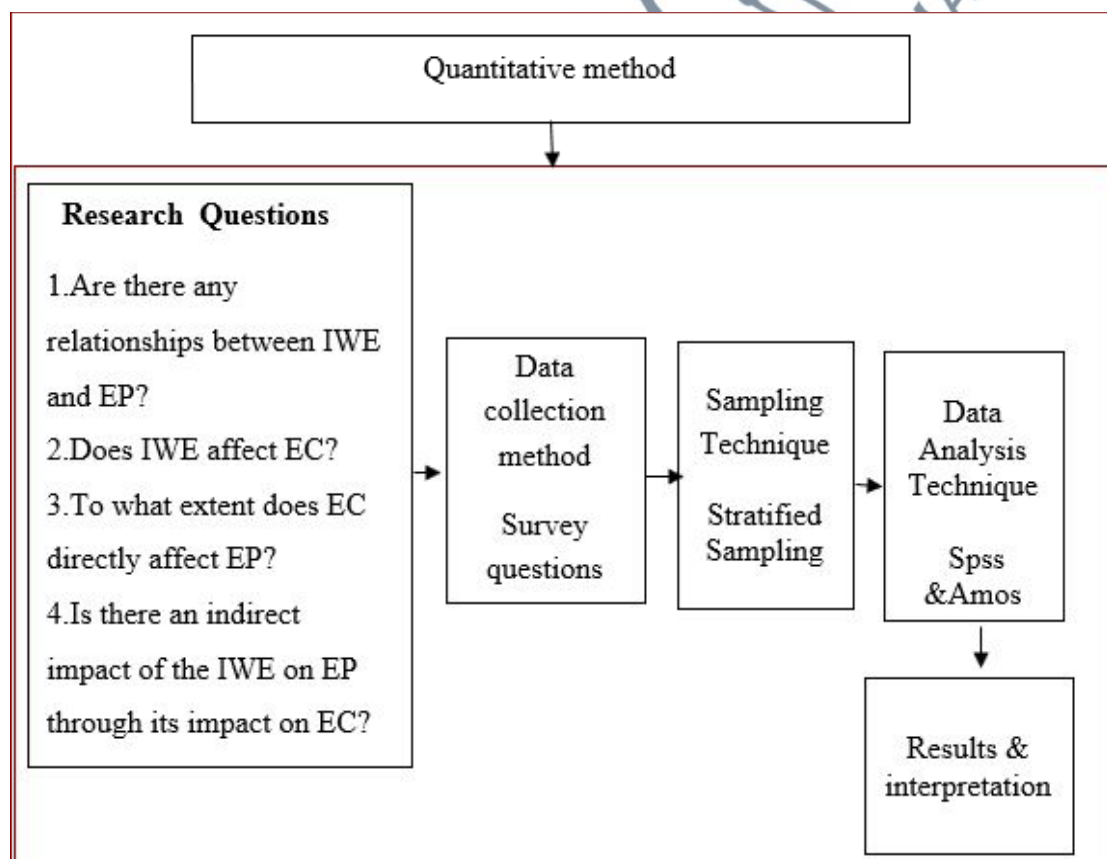 Quantitative method
Research Questions
1.Are there any
relationships between IWE
and EP?
2.Does IWE affect EC?
3.To what extent does EC
directly affect EP?
4.Is there an indirect
impact of the IWE on EP
through its impact on EC?
Data
collection
method
Survey
questions
Sampling
Technique
Stratified
Sampling
Data
Analysis
Technique
Spss
&Amos
Results &
interpretation